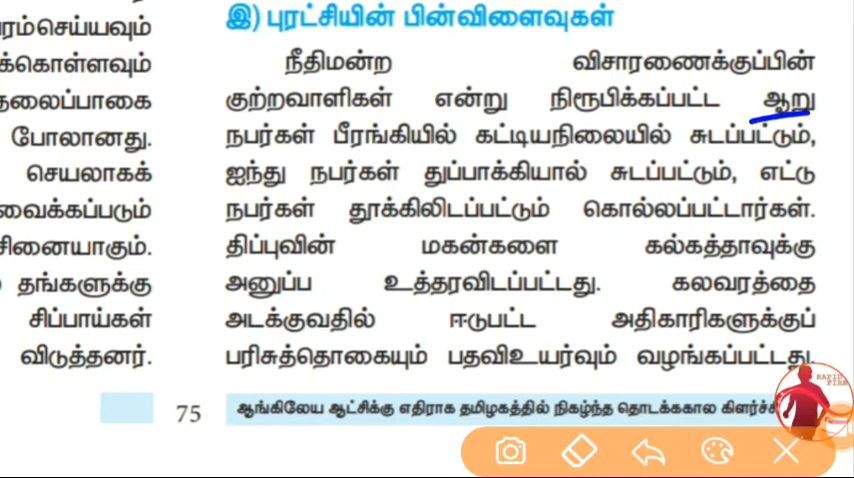 ரம்செய்யவும்
க்கொள்ளவும்
தலைப்பாகை
போலானது.
செயலாகக்
வைக்கப்படும்
சினையாகும்.
தங்களுக்கு
சிப்பாய்கள்
விடுத்தனர்.
இ) புரட்சியின் பின்விளைவுகள்
நீதிமன்ற விசாரணைக்குப்பின்
குற்றவாளிகள் என்று நிரூபிக்கப்பட்ட ஆறு
நபர்கள் பீரங்கியில் கட்டியநிலையில் சுடப்பட்டும்,
ஐந்து நபர்கள் துப்பாக்கியால் சுடப்பட்டும், எட்டு
நபர்கள் தூக்கிலிடப்பட்டும் கொல்லப்பட்டார்கள்.
திப்புவின் மகன்களை கல்கத்தாவுக்கு
அனுப்ப உத்தரவிடப்பட்டது. கலவரத்தை
அடக்குவதில் ஈடுபட்ட அதிகாரிகளுக்குப்
பரிசுத்தொகையும் பதவிஉயர்வும் வழங்கப்பட்டது.
75 ஆங்கிலேய ஆட்சிக்கு எதிராக தமிழகத்தில் நிகழ்ந்த தொடக்ககால கிளர்ச்சி
RAPID
FIRE